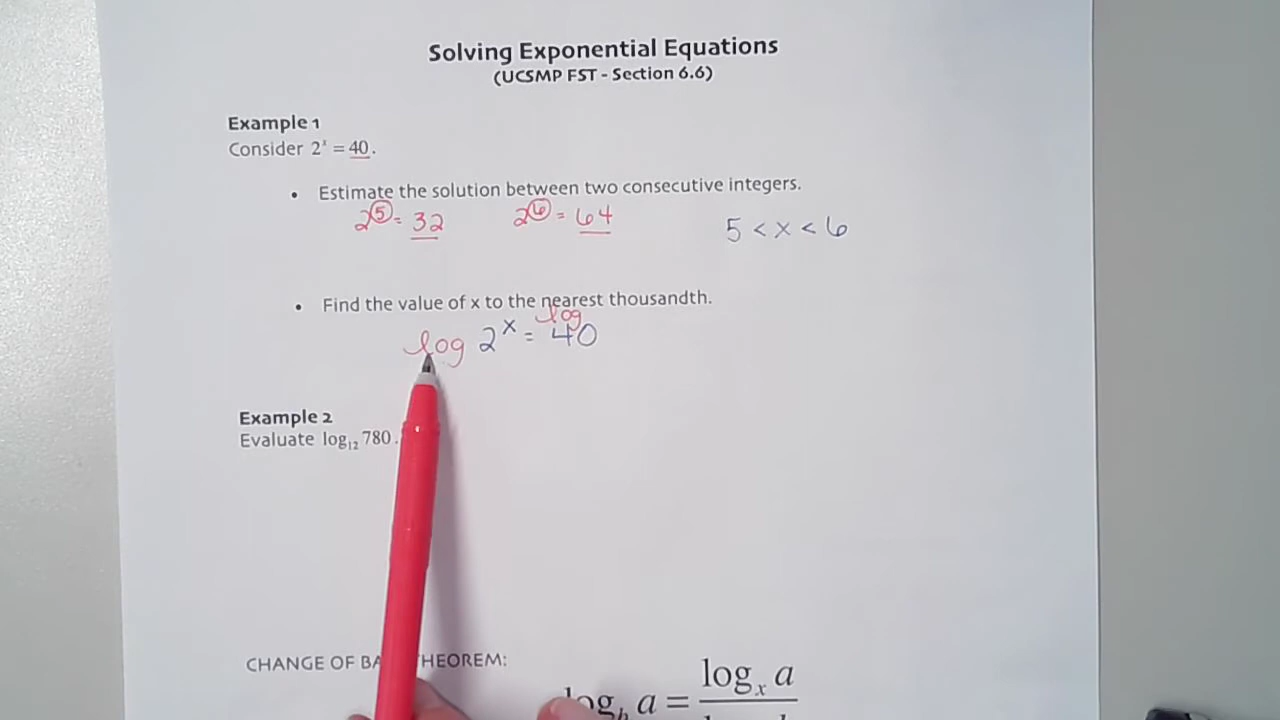 Solving Exponential Equations
(UCSMP FST - Section 6.6)
Example 1
Consider 2ˣ = 40.
• Estimate the solution between two consecutive integers.
2⁵ = 32 2⁶ = 64 5 < x < 6
• Find the value of x to the nearest thousandth.
log
log 2ˣ = 40
Example 2
Evaluate log₁₂ 780.
CHANGE OF BA THEOREM:
logₓ a
log_b a =